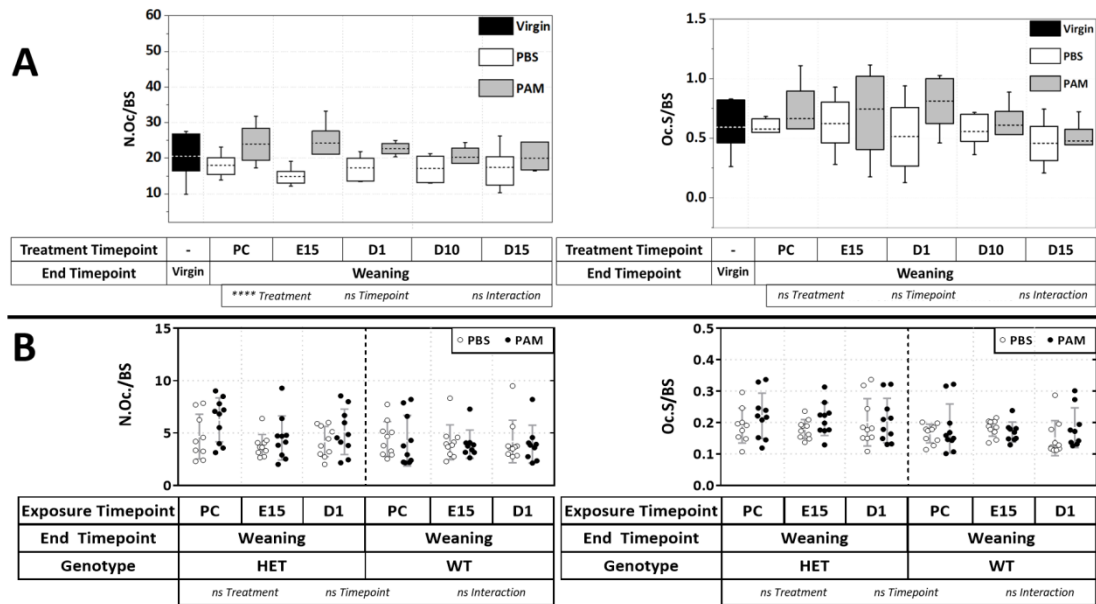 A
N.Oc/BS
60
50
40
30
20
10
Virgin
PBS
PAM
Treatment Timepoint - PC E15 D1 D10 D15
End Timepoint Virgin Weaning
**** Treatment ns Timepoint ns Interaction
Oc.S/BS
1.5
1.0
0.5
0.0
Virgin
PBS
PAM
Treatment Timepoint - PC E15 D1 D10 D15
End Timepoint Virgin Weaning
ns Treatment ns Timepoint ns Interaction
B
N.Oc./BS
15
10
5
0
PBS PAM
Exposure Timepoint PC E15 D1 PC E15 D1
End Timepoint Weaning Weaning
Genotype HET WT
ns Treatment ns Timepoint ns Interaction
Oc.S/BS
0.5
0.4
0.3
0.2
0.1
0.0
PBS PAM
Exposure Timepoint PC E15 D1 PC E15 D1
End Timepoint Weaning Weaning
Genotype HET WT
ns Treatment ns Timepoint ns Interaction